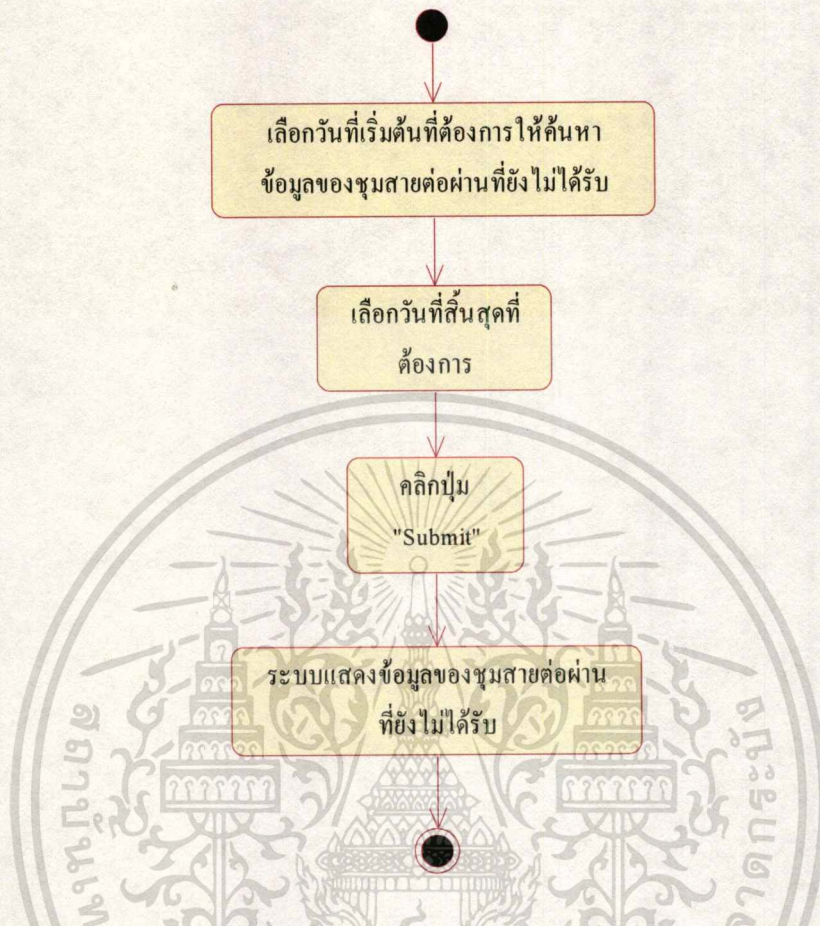 เลือกวันที่เริ่มต้นที่ต้องการให้ค้นหา
ข้อมูลของชุมสายต่อผ่านที่ยังไม่ได้รับ
เลือกวันที่สิ้นสุดที่
ต้องการ
คลิกปุ่ม
"Submit"
ระบบแสดงข้อมูลของชุมสายต่อผ่าน
ที่ยังไม่ได้รับ